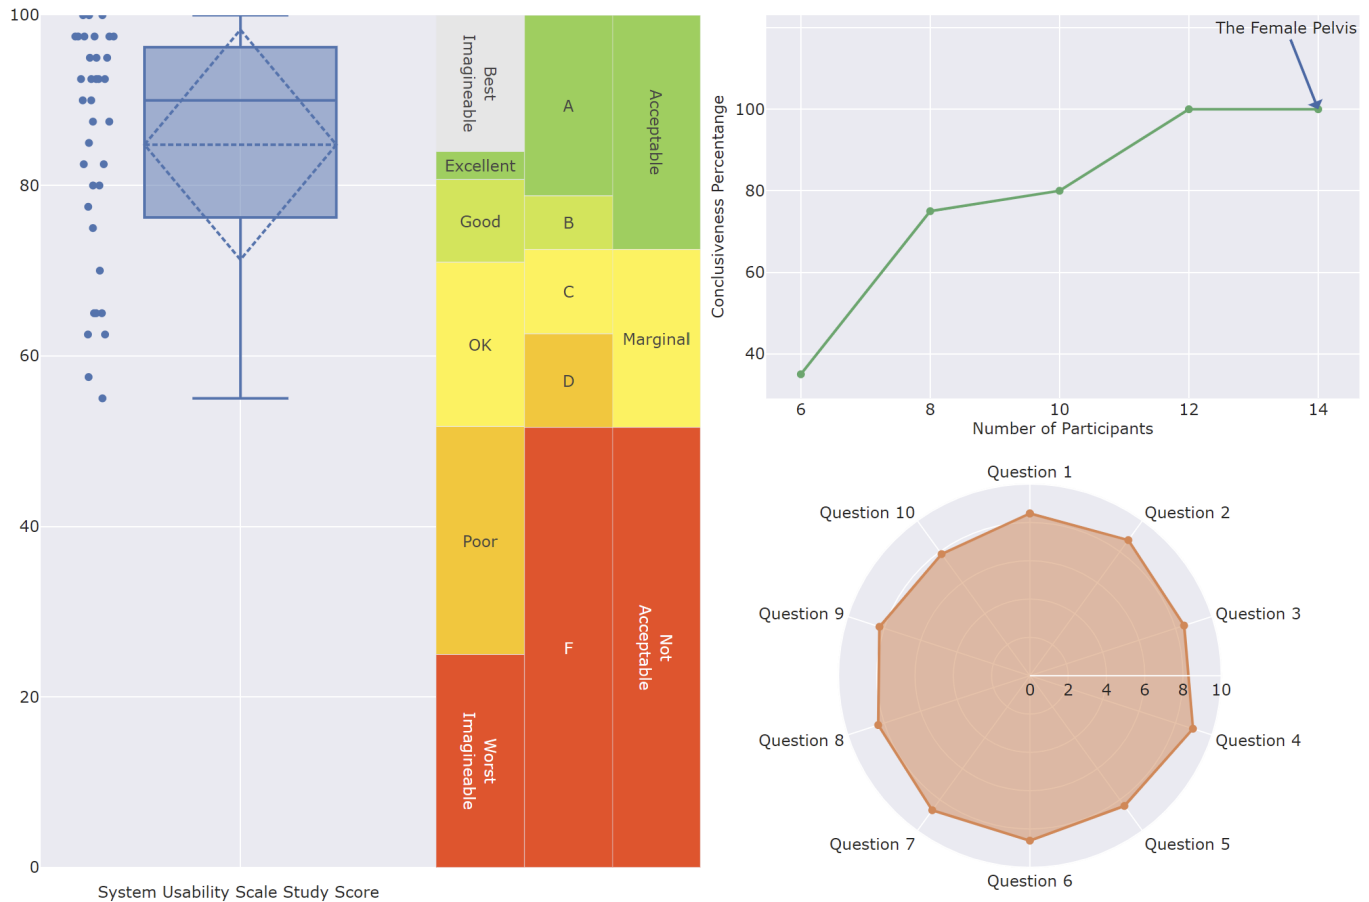 100
80
60
40
20
0
System Usability Scale Study Score
Best
Imagineable
Excellent
Good
OK
Poor
Worst
Imagineable
A
B
C
D
F
Acceptable
Marginal
Not
Acceptable
The Female Pelvis
Conclusiveness Percentange
100
80
60
40
6 8 10 12 14
Number of Participants
Question 1
Question 2
Question 3
Question 4
Question 5
Question 6
Question 7
Question 8
Question 9
Question 10
0 2 4 6 8 10